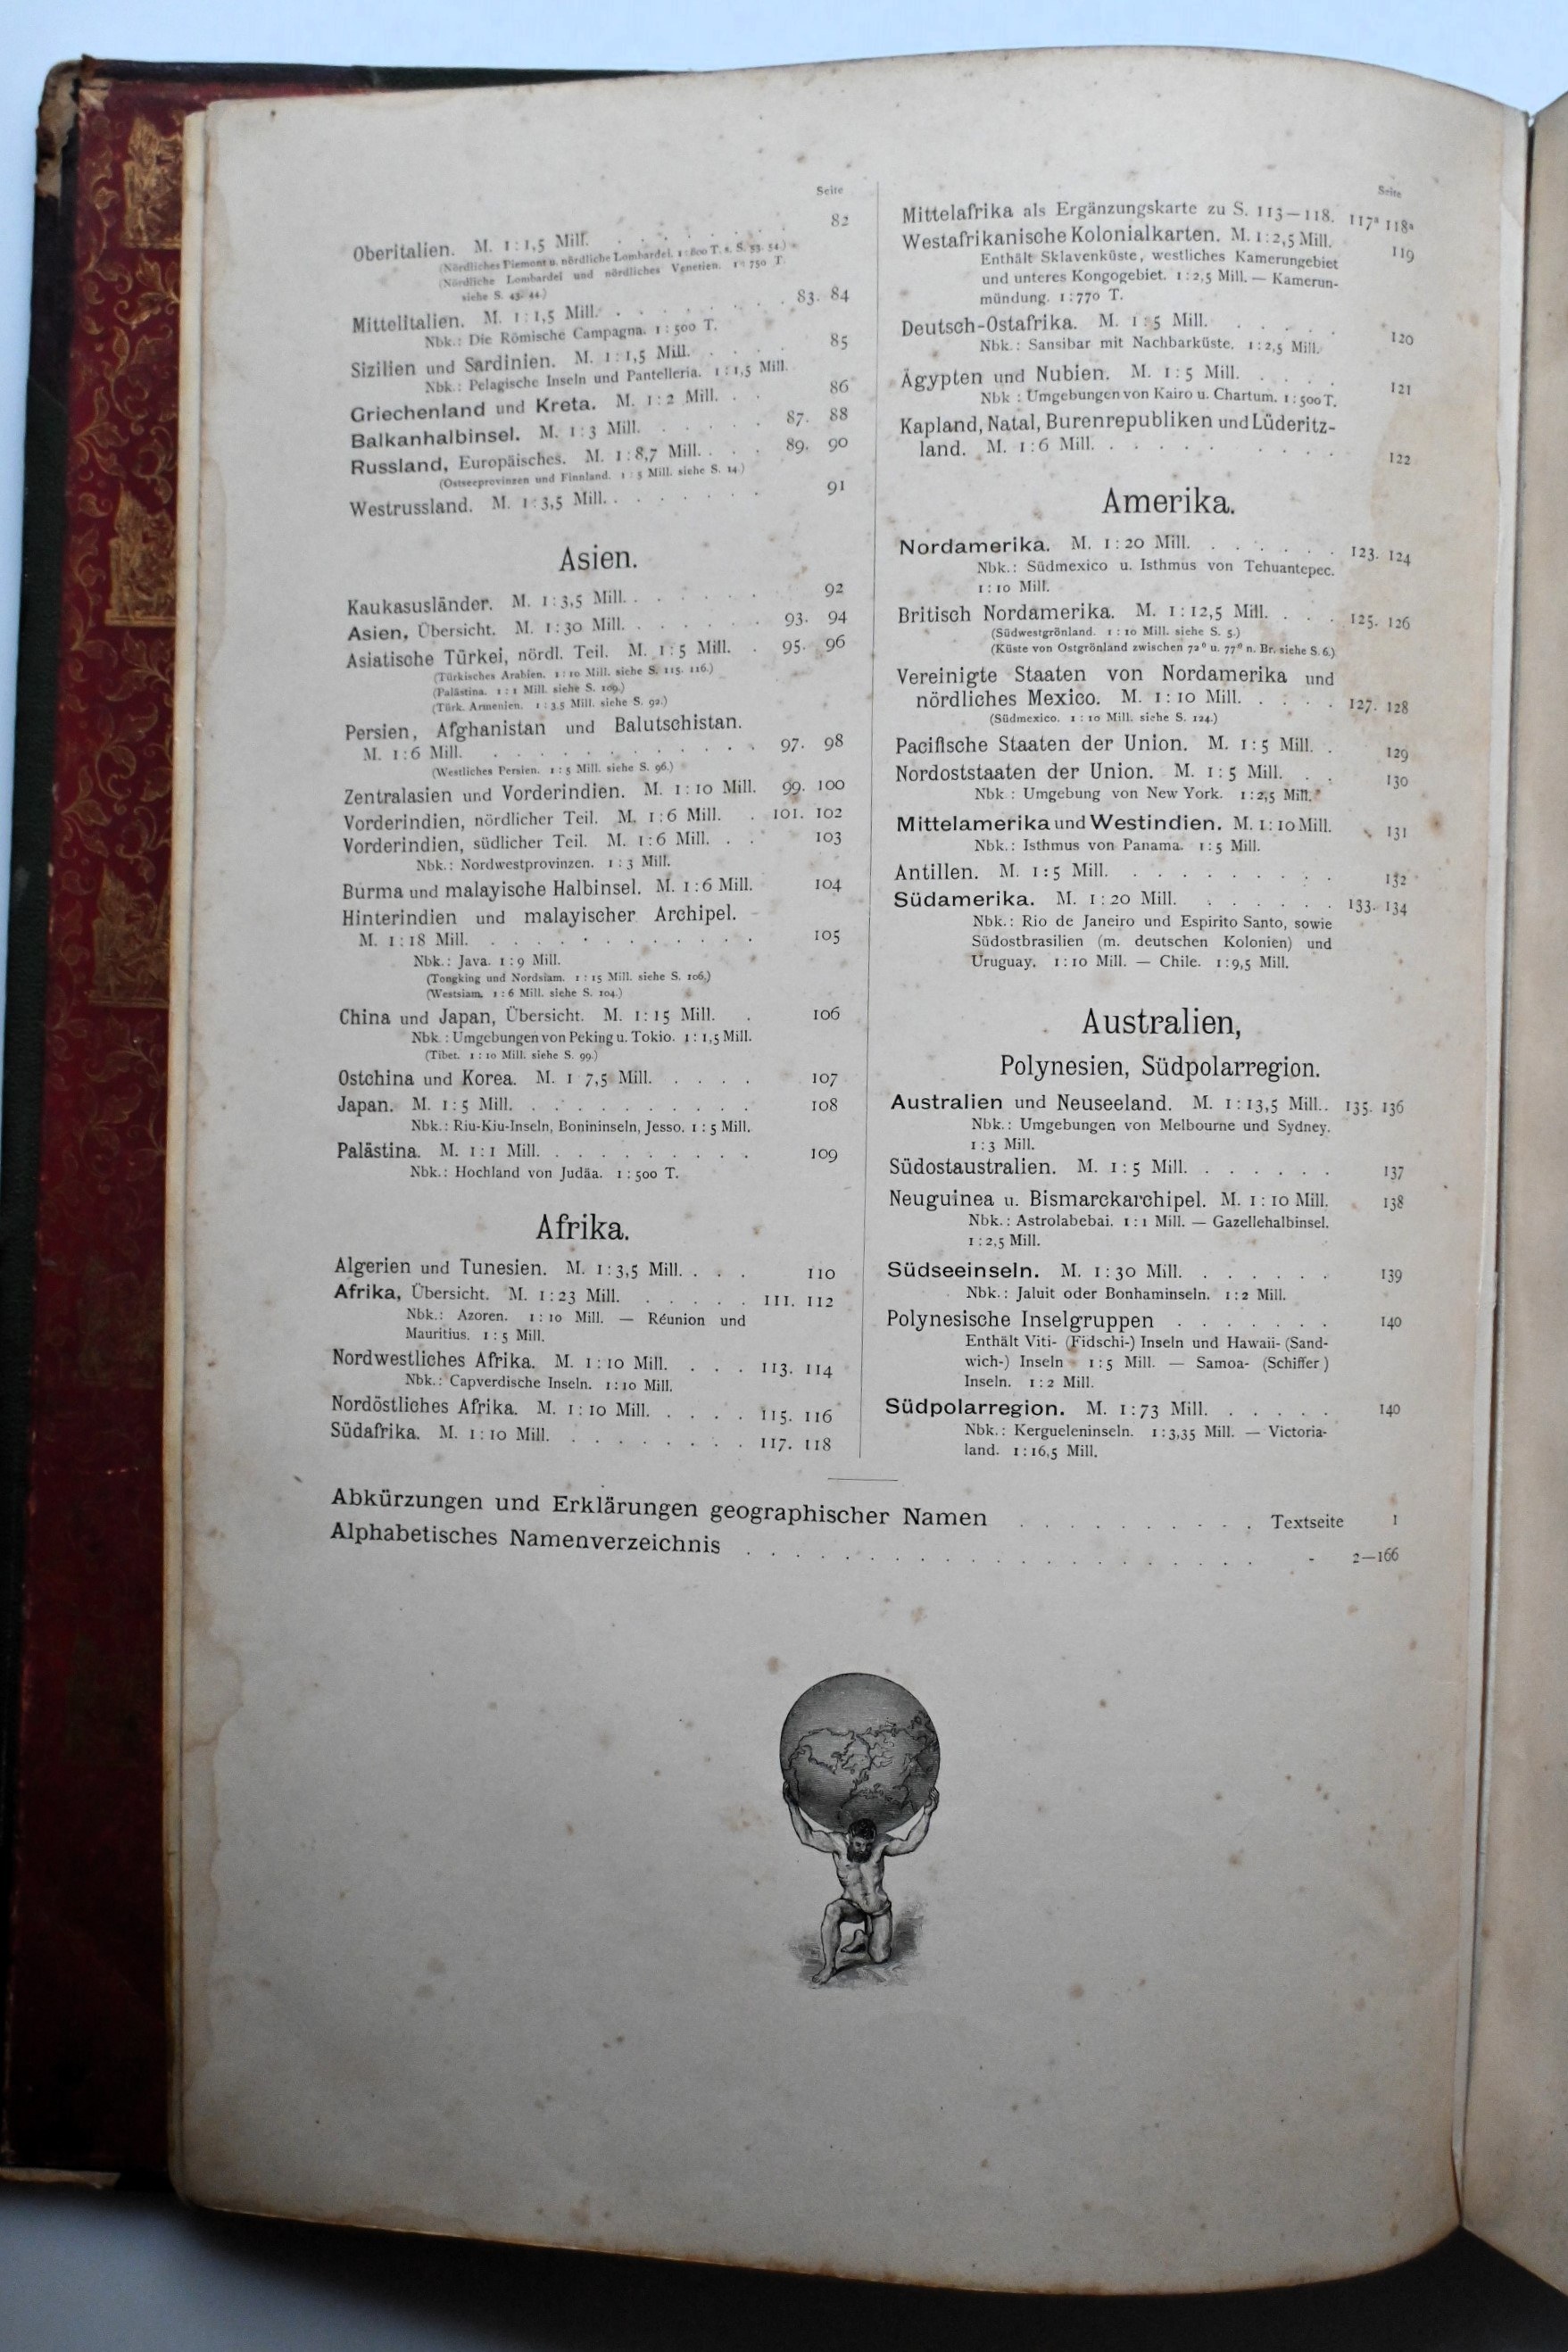 Seite
Oberitalien. M. 1:1,5 Mill. . . . . . . . . 82
(Nördliches Piemont u. nördliche Lombardei. 1:800 T. s. S. 53. 54.)
(Nördliche Lombardei und nördliches Venetien. 1:750 T.
siehe S. 43. 44.)
Mittelitalien. M. 1:1,5 Mill. . . . . . . . 83. 84
Nbk.: Die Römische Campagna. 1:500 T.
Sizilien und Sardinien. M. 1:1,5 Mill. . . . . 85
Nbk.: Pelagische Inseln und Pantelleria. 1:1,5 Mill.
Griechenland und Kreta. M. 1:2 Mill. . . 86
Balkanhalbinsel. M. 1:3 Mill. . . . . . 87. 88
Russland, Europäisches. M. 1:8,7 Mill. . . . 89. 90
(Ostseeprovinzen und Finnland. 1:5 Mill. siehe S. 14.)
Westrussland. M. 1:3,5 Mill. . . . . . . 91
Asien.
Kaukasusländer. M. 1:3,5 Mill. . . . . . . 92
Asien, Übersicht. M. 1:30 Mill. . . . . . . 93. 94
Asiatische Türkei, nördl. Teil. M. 1:5 Mill. . 95. 96
(Türkisches Arabien. 1:10 Mill. siehe S. 115. 116.)
(Palästina. 1:1 Mill. siehe S. 109.)
(Türk. Armenien. 1:3,5 Mill. siehe S. 92.)
Persien, Afghanistan und Balutschistan.
M. 1:6 Mill. . . . . . . . . . . . 97. 98
(Westliches Persien. 1:5 Mill. siehe S. 96.)
Zentralasien und Vorderindien. M. 1:10 Mill. 99. 100
Vorderindien, nördlicher Teil. M. 1:6 Mill. . 101. 102
Vorderindien, südlicher Teil. M. 1:6 Mill. . . 103
Nbk.: Nordwestprovinzen. 1:3 Mill.
Burma und malayische Halbinsel. M. 1:6 Mill. 104
Hinterindien und malayischer Archipel.
M. 1:18 Mill. . . . . . . . . . . . 105
Nbk.: Java. 1:9 Mill.
(Tongking und Nordsiam. 1:15 Mill. siehe S. 106.)
(Westsiam. 1:6 Mill. siehe S. 104.)
China und Japan, Übersicht. M. 1:15 Mill. . 106
Nbk.: Umgebungen von Peking u. Tokio. 1:1,5 Mill.
(Tibet. 1:10 Mill. siehe S. 99.)
Ostchina und Korea. M. 1 7,5 Mill. . . . . 107
Japan. M. 1:5 Mill. . . . . . . . . . 108
Nbk.: Riu-Kiu-Inseln, Bonininseln, Jesso. 1:5 Mill.
Palästina. M. 1:1 Mill. . . . . . . . . 109
Nbk.: Hochland von Judäa. 1:500 T.
Afrika.
Algerien und Tunesien. M. 1:3,5 Mill. . . . 110
Afrika, Übersicht. M. 1:23 Mill. . . . . . 111. 112
Nbk.: Azoren. 1:10 Mill. — Réunion und
Mauritius. 1:5 Mill.
Nordwestliches Afrika. M. 1:10 Mill. . . . 113. 114
Nbk.: Capverdische Inseln. 1:10 Mill.
Nordöstliches Afrika. M. 1:10 Mill. . . . . 115. 116
Südafrika. M. 1:10 Mill. . . . . . . . 117. 118
Seite
Mittelafrika als Ergänzungskarte zu S. 113—118. 117ª 118ª
Westafrikanische Kolonialkarten. M. 1:2,5 Mill. 119
Enthält Sklavenküste, westliches Kamerungebiet
und unteres Kongogebiet. 1:2,5 Mill. — Kamerun-
mündung. 1:770 T.
Deutsch-Ostafrika. M. 1:5 Mill. . . . . . 120
Nbk.: Sansibar mit Nachbarküste. 1:2,5 Mill.
Ägypten und Nubien. M. 1:5 Mill. . . . . 121
Nbk : Umgebungen von Kairo u. Chartum. 1:500 T.
Kapland, Natal, Burenrepubliken und Lüderitz-
land. M. 1:6 Mill. . . . . . . . . . 122
Amerika.
Nordamerika. M. 1:20 Mill. . . . . . . 123. 124
Nbk.: Südmexico u. Isthmus von Tehuantepec.
1:10 Mill.
Britisch Nordamerika. M. 1:12,5 Mill. . . . 125. 126
(Südwestgrönland. 1:10 Mill. siehe S. 5.)
(Küste von Ostgrönland zwischen 72° u. 77° n. Br. siehe S. 6.)
Vereinigte Staaten von Nordamerika und
nördliches Mexico. M. 1:10 Mill. . . . . 127. 128
(Südmexico. 1:10 Mill. siehe S. 124.)
Pacifische Staaten der Union. M. 1:5 Mill. . 129
Nordoststaaten der Union. M. 1:5 Mill. . . 130
Nbk.: Umgebung von New York. 1:2,5 Mill.
Mittelamerika und Westindien. M. 1:10 Mill. 131
Nbk.: Isthmus von Panama. 1:5 Mill.
Antillen. M. 1:5 Mill. . . . . . . . . 132
Südamerika. M. 1:20 Mill. . . . . . . 133. 134
Nbk.: Rio de Janeiro und Espirito Santo, sowie
Südostbrasilien (m. deutschen Kolonien) und
Uruguay. 1:10 Mill. — Chile. 1:9,5 Mill.
Australien,
Polynesien, Südpolarregion.
Australien und Neuseeland. M. 1:13,5 Mill.. 135. 136
Nbk.: Umgebungen von Melbourne und Sydney.
1:3 Mill.
Südostaustralien. M. 1:5 Mill. . . . . . . 137
Neuguinea u. Bismarckarchipel. M. 1:10 Mill. 138
Nbk.: Astrolabebai. 1:1 Mill. — Gazellehalbinsel.
1:2,5 Mill.
Südseeinseln. M. 1:30 Mill. . . . . . . 139
Nbk.: Jaluit oder Bonhaminseln. 1:2 Mill.
Polynesische Inselgruppen . . . . . . . 140
Enthält Viti- (Fidschi-) Inseln und Hawaii- (Sand-
wich-) Inseln 1:5 Mill. — Samoa- (Schiffer )
Inseln. 1:2 Mill.
Südpolarregion. M. 1:73 Mill. . . . . . 140
Nbk.: Kergueleninseln. 1:3,35 Mill. — Victoria-
land. 1:16,5 Mill.
Abkürzungen und Erklärungen geographischer Namen . . . . . . . . . . Textseite 1
Alphabetisches Namenverzeichnis . . . . . . . . . . . . . . . . . - 2—166